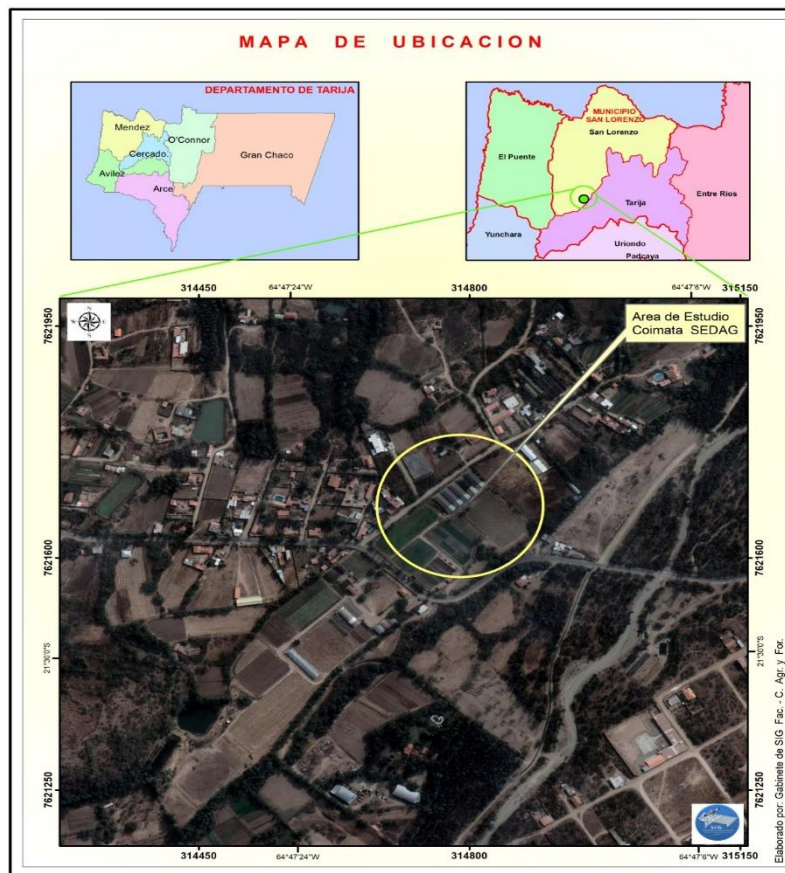 MAPA DE UBICACION
DEPARTAMENTO DE TARIJA
Mendez
O'Connor
Cercado
Gran Chaco
Avilez
Arce
MUNICIPIO
SAN LORENZO
San Lorenzo
El Puente
Tarija
Entre Rios
Yunchara
Uriondo
Padcaya
314450
64°47'24"W
314800
64°47'6"W
315150
7621950
7621950
Area de Estudio
Coimata SEDAG
7621600
7621600
21°30'0"S
21°30'0"S
7621250
7621250
314450
64°47'24"W
314800
64°47'6"W
315150
Elaborado por: Gabinete de SIG Fac. - C. Agr. y For.